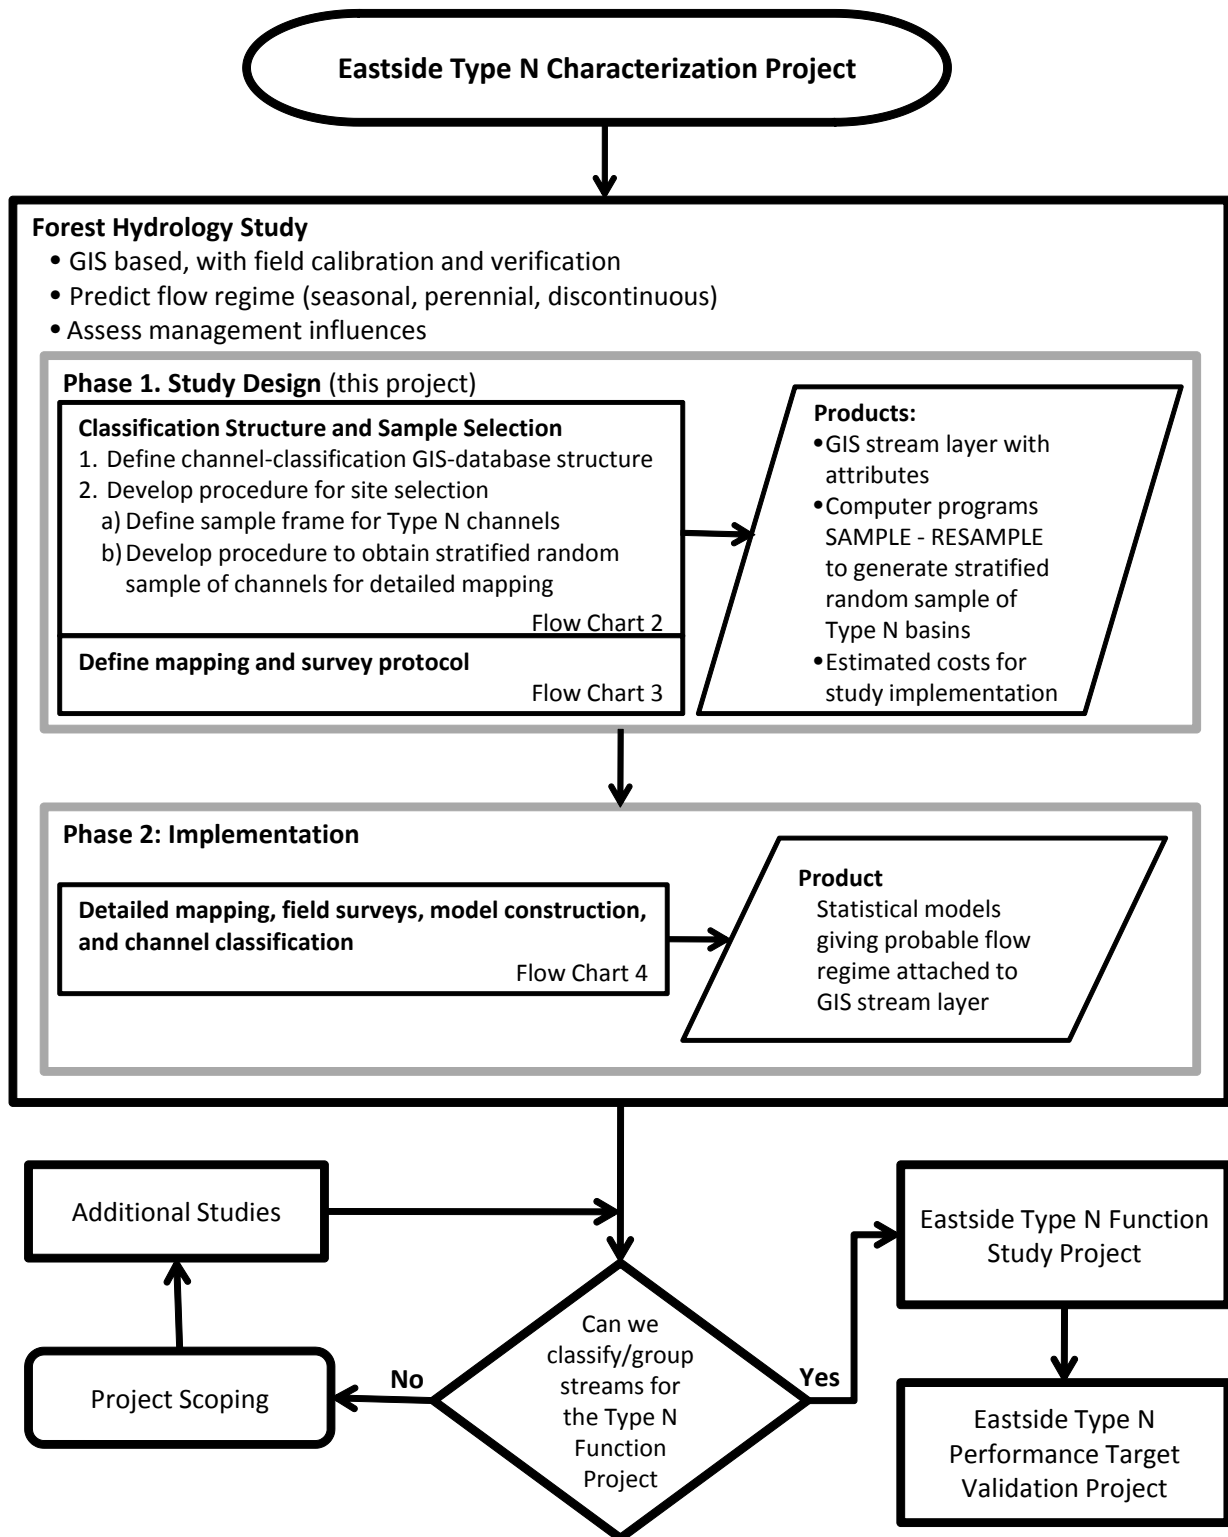 Eastside Type N Characterization Project
Forest Hydrology Study
• GIS based, with field calibration and verification
• Predict flow regime (seasonal, perennial, discontinuous)
• Assess management influences
Phase 1. Study Design (this project)
Classification Structure and Sample Selection
1. Define channel-classification GIS-database structure
2. Develop procedure for site selection
a) Define sample frame for Type N channels
b) Develop procedure to obtain stratified random
sample of channels for detailed mapping
Flow Chart 2
Define mapping and survey protocol
Flow Chart 3
Products:
• GIS stream layer with
attributes
• Computer programs
SAMPLE - RESAMPLE
to generate stratified
random sample of
Type N basins
• Estimated costs for
study implementation
Phase 2: Implementation
Detailed mapping, field surveys, model construction,
and channel classification
Flow Chart 4
Product
Statistical models
giving probable flow
regime attached to
GIS stream layer
Additional Studies
Project Scoping
No
Can we
classify/group
streams for
the Type N
Function
Project
Yes
Eastside Type N Function
Study Project
Eastside Type N
Performance Target
Validation Project